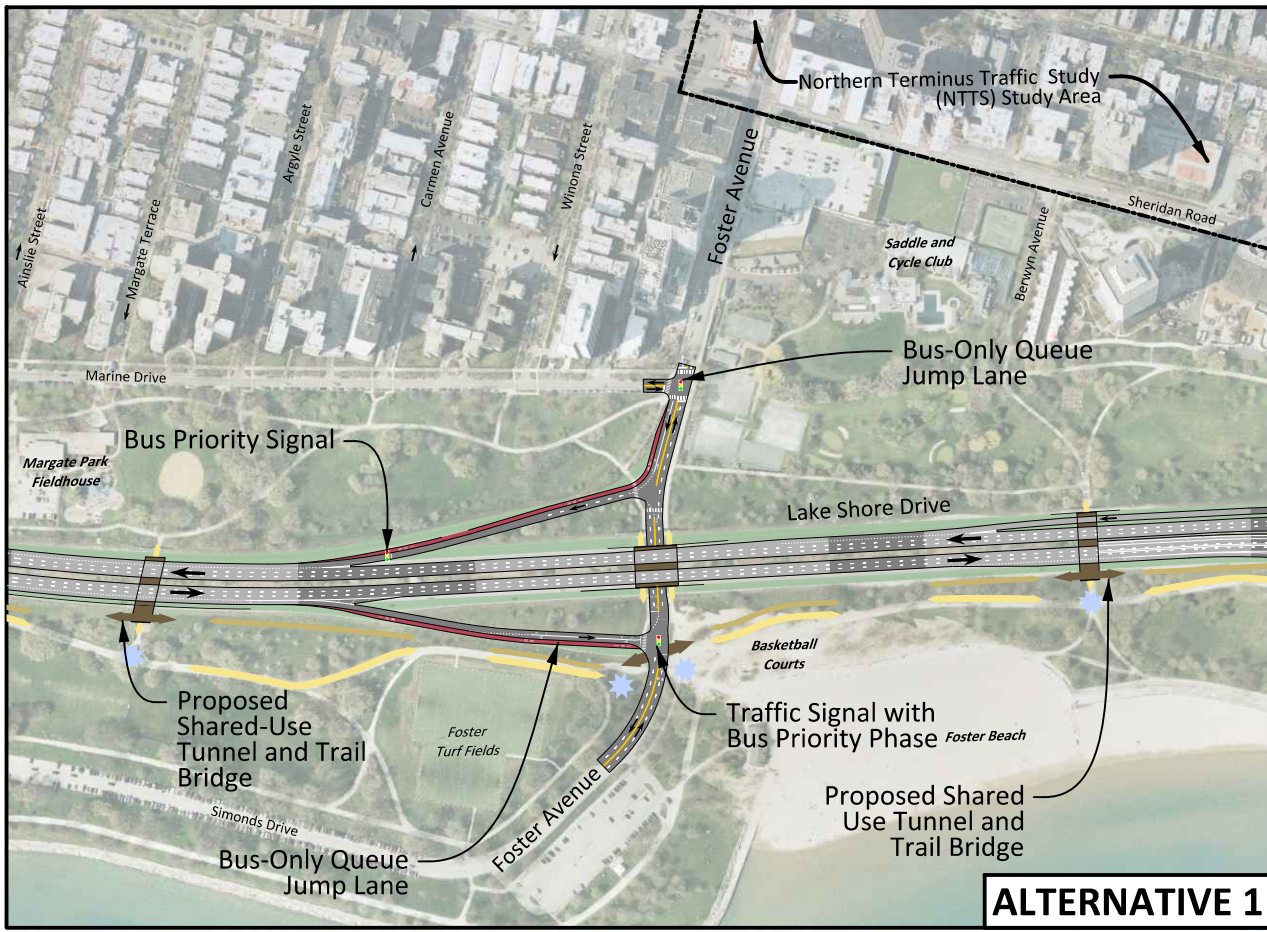 Northern Terminus Traffic Study
(NTTS) Study Area
Argyle Street
Carmen Avenue
Winona Street
Foster Avenue
Ainslie Street
Margate Terrace
Sheridan Road
Berwyn Avenue
Saddle and
Cycle Club
Bus-Only Queue
Jump Lane
Marine Drive
Bus Priority Signal
Margate Park
Fieldhouse
Lake Shore Drive
Basketball
Courts
Proposed
Shared-Use
Tunnel and Trail
Bridge
Foster
Turf Fields
Traffic Signal with
Bus Priority Phase
Foster Beach
Foster Avenue
Simonds Drive
Proposed Shared
Use Tunnel and
Trail Bridge
Bus-Only Queue
Jump Lane
ALTERNATIVE 1